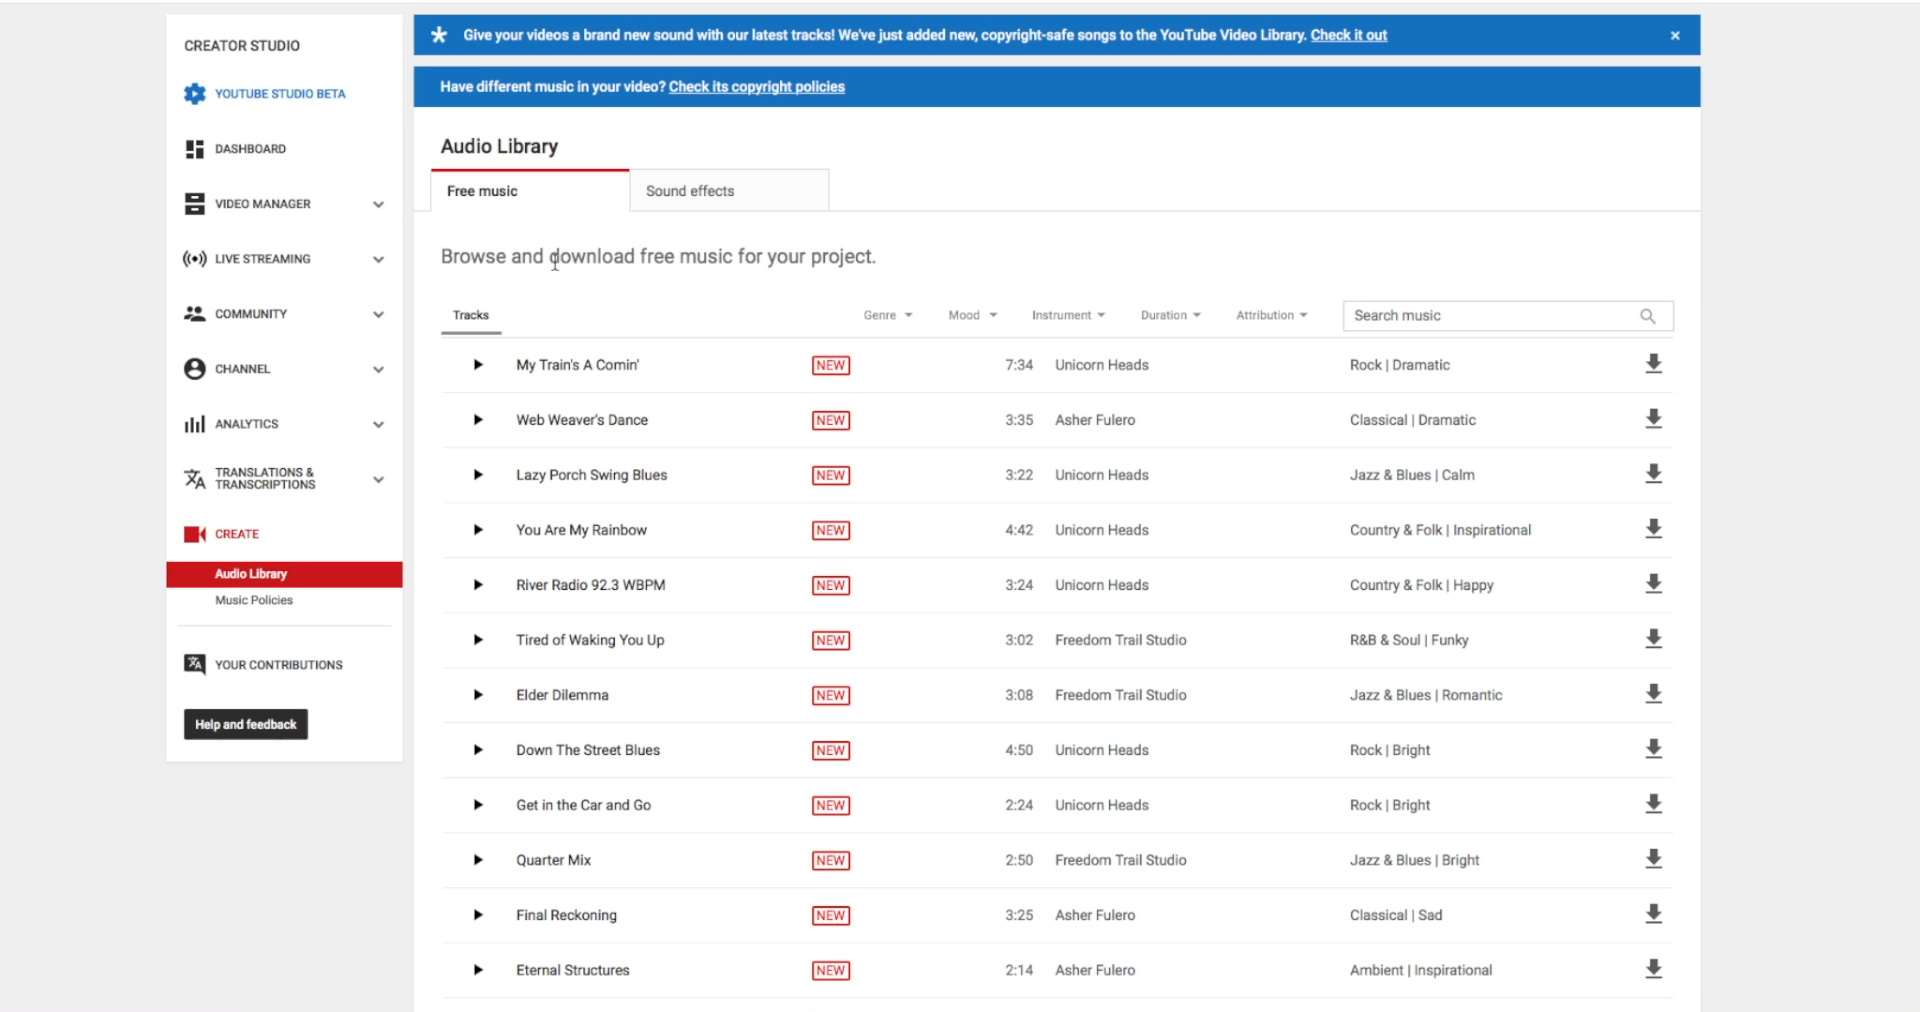 CREATOR STUDIO
YOUTUBE STUDIO BETA
DASHBOARD
VIDEO MANAGER
LIVE STREAMING
COMMUNITY
CHANNEL
ANALYTICS
TRANSLATIONS &
TRANSCRIPTIONS
CREATE
Audio Library
Music Policies
YOUR CONTRIBUTIONS
Help and feedback
Give your videos a brand new sound with our latest tracks! We've just added new, copyright-safe songs to the YouTube Video Library. Check it out
Have different music in your video? Check its copyright policies
Audio Library
Free music Sound effects
Browse and download free music for your project.
Tracks Genre Mood Instrument Duration Attribution Search music
My Train's A Comin' NEW 7:34 Unicorn Heads Rock | Dramatic
Web Weaver's Dance NEW 3:35 Asher Fulero Classical | Dramatic
Lazy Porch Swing Blues NEW 3:22 Unicorn Heads Jazz & Blues | Calm
You Are My Rainbow NEW 4:42 Unicorn Heads Country & Folk | Inspirational
River Radio 92.3 WBPM NEW 3:24 Unicorn Heads Country & Folk | Happy
Tired of Waking You Up NEW 3:02 Freedom Trail Studio R&B & Soul | Funky
Elder Dilemma NEW 3:08 Freedom Trail Studio Jazz & Blues | Romantic
Down The Street Blues NEW 4:50 Unicorn Heads Rock | Bright
Get in the Car and Go NEW 2:24 Unicorn Heads Rock | Bright
Quarter Mix NEW 2:50 Freedom Trail Studio Jazz & Blues | Bright
Final Reckoning NEW 3:25 Asher Fulero Classical | Sad
Eternal Structures NEW 2:14 Asher Fulero Ambient | Inspirational